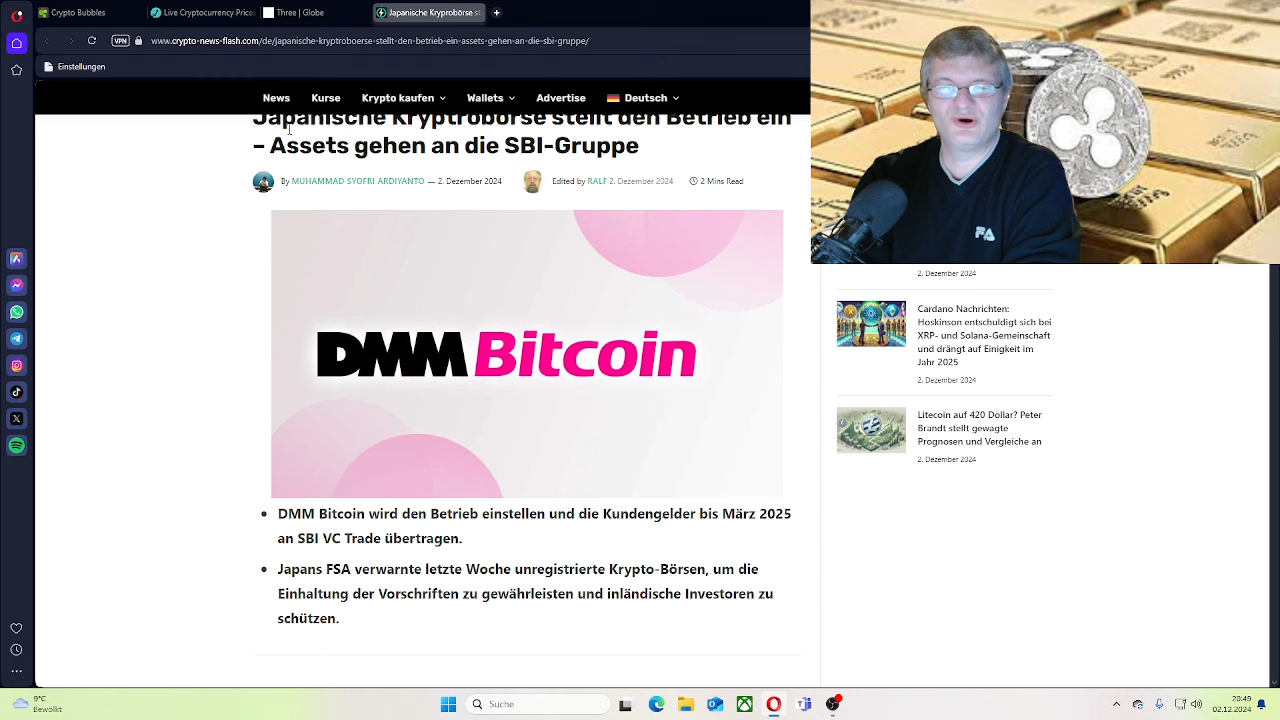 Crypto Bubbles
Live Cryptocurrency Price
Three | Globe
Japanische Kryptobörse st
VPN
www.crypto-news-flash.com/de/japanische-kryptoboerse-stellt-den-betrieb-ein-assets-gehen-an-die-sbi-gruppe/
Einstellungen
News
Kurse
Krypto kaufen
Wallets
Advertise
Deutsch
Japanische Kryptobörse stellt den Betrieb ein
– Assets gehen an die SBI-Gruppe
By MUHAMMAD SYOFRI ARDIYANTO — 2. Dezember 2024
Edited by RALF 2. Dezember 2024
2 Mins Read
DMM Bitcoin
DMM Bitcoin wird den Betrieb einstellen und die Kundengelder bis März 2025
an SBI VC Trade übertragen.
Japans FSA verwarnte letzte Woche unregistrierte Krypto-Börsen, um die
Einhaltung der Vorschriften zu gewährleisten und inländische Investoren zu
schützen.
2. Dezember 2024
Cardano Nachrichten:
Hoskinson entschuldigt sich bei
XRP- und Solana-Gemeinschaft
und drängt auf Einigkeit im
Jahr 2025
2. Dezember 2024
Litecoin auf 420 Dollar? Peter
Brandt stellt gewagte
Prognosen und Vergleiche an
2. Dezember 2024
9°C
Bewölkt
Suche
20:49
02.12.2024